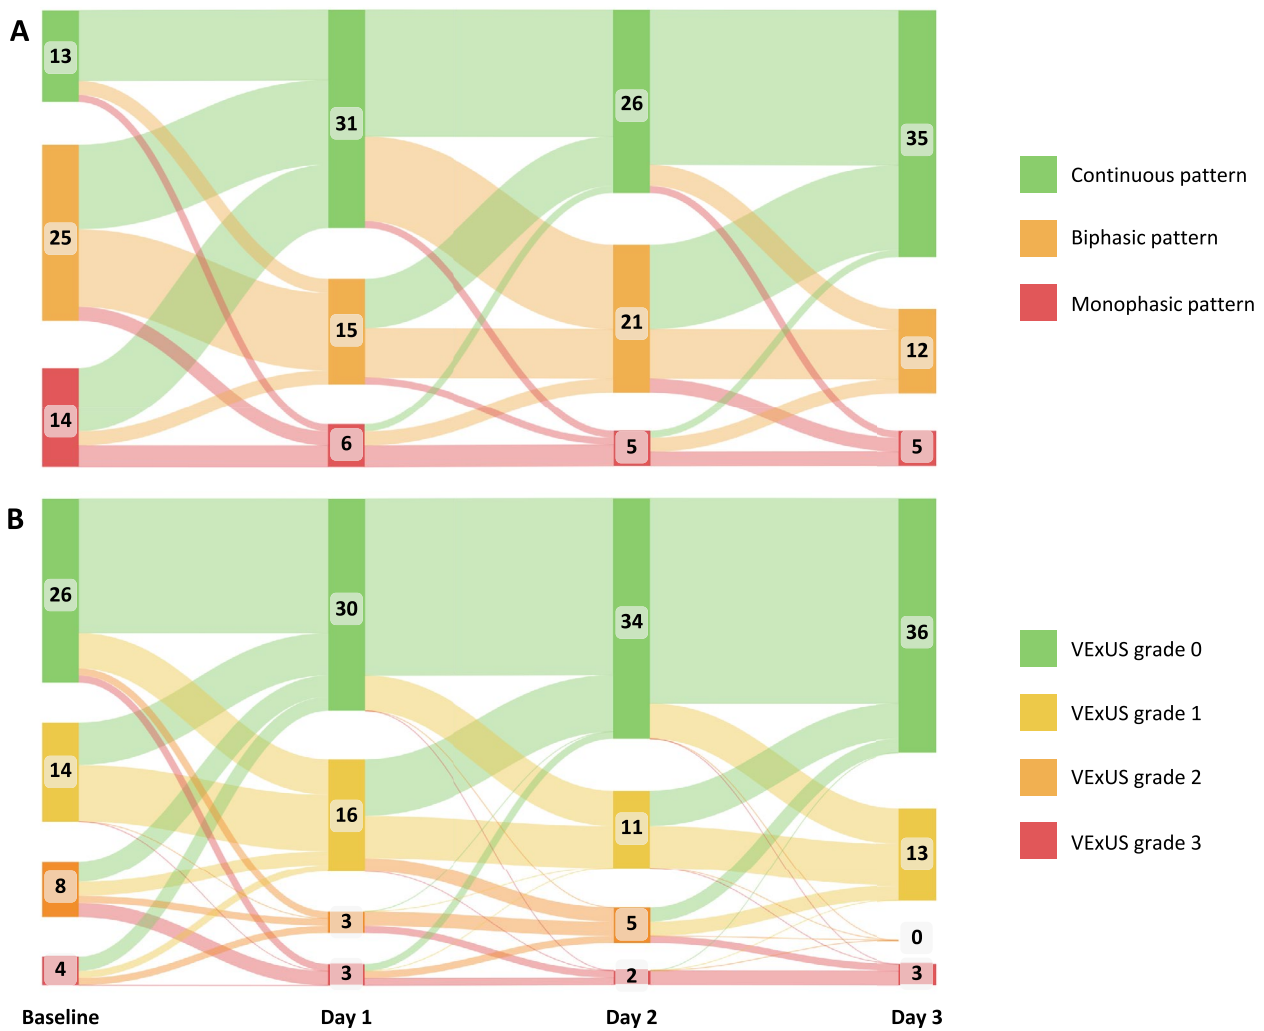 A
13
31
26
35
25
15
21
12
14
6
5
5
Continuous pattern
Biphasic pattern
Monophasic pattern
B
26
30
34
36
14
16
11
13
8
3
5
0
4
3
2
3
VExUS grade 0
VExUS grade 1
VExUS grade 2
VExUS grade 3
Baseline Day 1 Day 2 Day 3